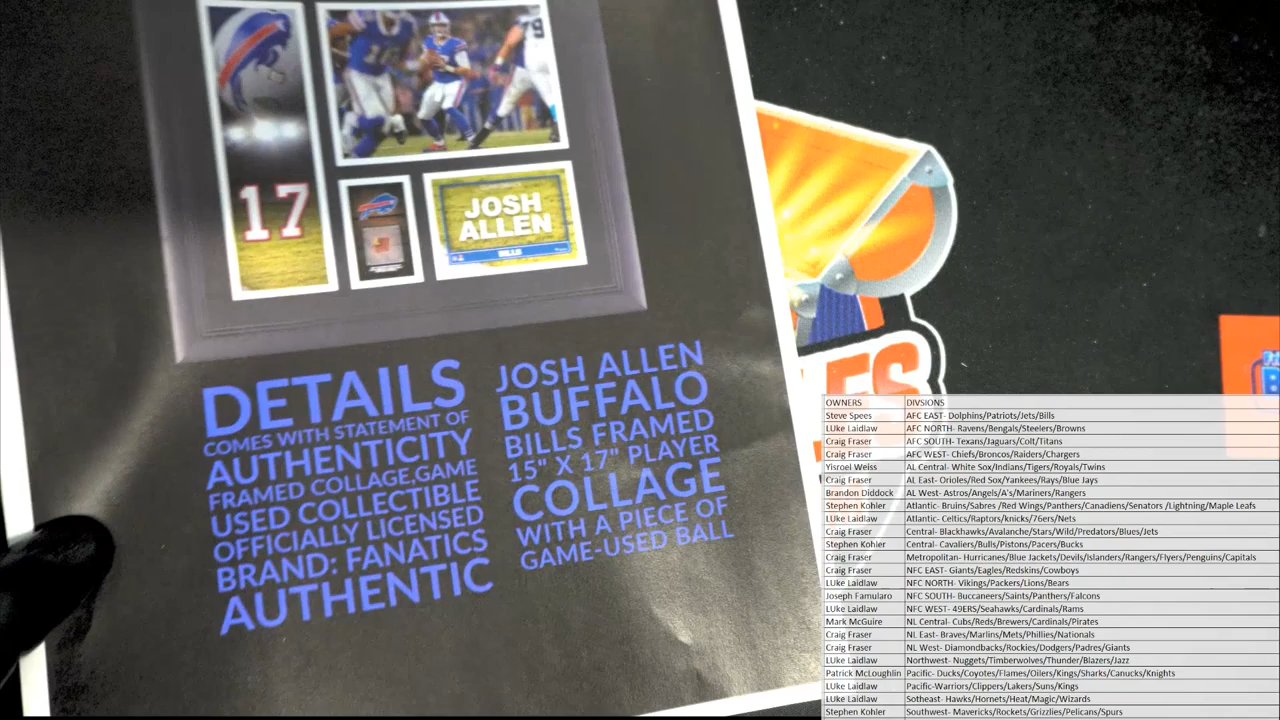 17
79
JOSH
ALLEN
BILLS
DETAILS
COMES WITH STATEMENT OF
AUTHENTICITY
FRAMED COLLAGE,GAME
USED COLLECTIBLE
OFFICIALLY LICENSED
BRAND: FANATICS
AUTHENTIC
JOSH ALLEN
BUFFALO
BILLS FRAMED
15" X 17" PLAYER
COLLAGE
WITH A PIECE OF
GAME-USED BALL
OWNERS DIVSIONS
Steve Spees AFC EAST- Dolphins/Patriots/Jets/Bills
LUke Laidlaw AFC NORTH- Ravens/Bengals/Steelers/Browns
Craig Fraser AFC SOUTH- Texans/Jaguars/Colt/Titans
Craig Fraser AFC WEST- Chiefs/Broncos/Raiders/Chargers
Yisroel Weiss AL Central- White Sox/Indians/Tigers/Royals/Twins
Craig Fraser AL East- Orioles/Red Sox/Yankees/Rays/Blue Jays
Brandon Diddock AL West- Astros/Angels/A's/Mariners/Rangers
Stephen Kohler Atlantic- Bruins/Sabres /Red Wings/Panthers/Canadiens/Senators /Lightning/Maple Leafs
LUke Laidlaw Atlantic- Celtics/Raptors/knicks/76ers/Nets
Craig Fraser Central- Blackhawks/Avalanche/Stars/Wild/Predators/Blues/Jets
Stephen Kohler Central- Cavaliers/Bulls/Pistons/Pacers/Bucks
Craig Fraser Metropolitan- Hurricanes/Blue Jackets/Devils/Islanders/Rangers/Flyers/Penguins/Capitals
Craig Fraser NFC EAST- Giants/Eagles/Redskins/Cowboys
LUke Laidlaw NFC NORTH- Vikings/Packers/Lions/Bears
Joseph Famularo NFC SOUTH- Buccaneers/Saints/Panthers/Falcons
LUke Laidlaw NFC WEST- 49ERS/Seahawks/Cardinals/Rams
Mark McGuire NL Central- Cubs/Reds/Brewers/Cardinals/Pirates
Craig Fraser NL East- Braves/Marlins/Mets/Phillies/Nationals
Craig Fraser NL West- Diamondbacks/Rockies/Dodgers/Padres/Giants
LUke Laidlaw Northwest- Nuggets/Timberwolves/Thunder/Blazers/Jazz
Patrick McLoughlin Pacific- Ducks/Coyotes/Flames/Oilers/Kings/Sharks/Canucks/Knights
LUke Laidlaw Pacific-Warriors/Clippers/Lakers/Suns/Kings
LUke Laidlaw Sotheast- Hawks/Hornets/Heat/Magic/Wizards
Stephen Kohler Southwest- Mavericks/Rockets/Grizzlies/Pelicans/Spurs